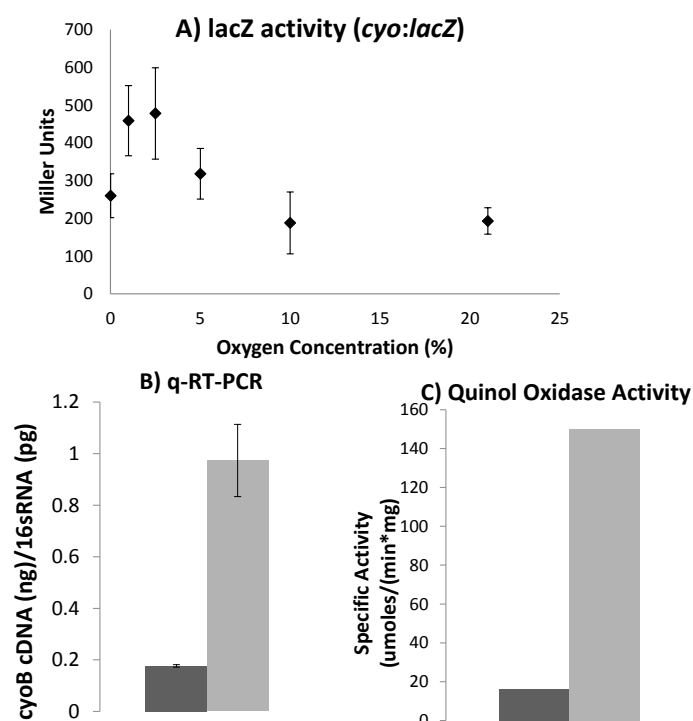 A) lacZ activity (cyo:lacZ)
700
600
500
400
300
200
100
0
Miller Units
0 5 10 15 20 25
Oxygen Concentration (%)
B) q-RT-PCR
1.2
1
0.8
0.6
0.4
0.2
0
cyoB cDNA (ng)/16sRNA (pg)
C) Quinol Oxidase Activity
160
140
120
100
80
60
40
20
0
Specific Activity
(umoles/(min*mg)